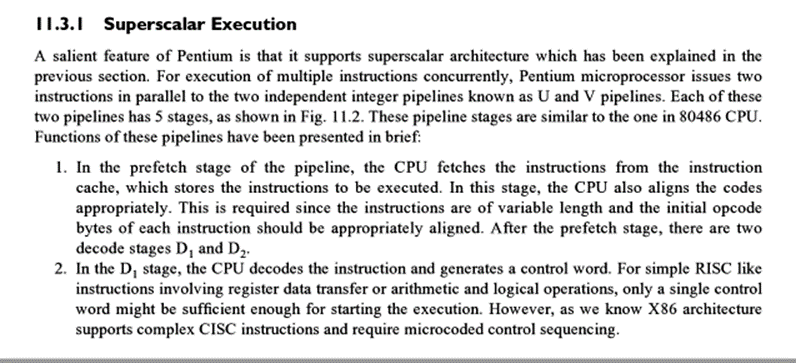 11.3.1 Superscalar Execution
A salient feature of Pentium is that it supports superscalar architecture which has been explained in the
previous section. For execution of multiple instructions concurrently, Pentium microprocessor issues two
instructions in parallel to the two independent integer pipelines known as U and V pipelines. Each of these
two pipelines has 5 stages, as shown in Fig. 11.2. These pipeline stages are similar to the one in 80486 CPU.
Functions of these pipelines have been presented in brief:
1. In the prefetch stage of the pipeline, the CPU fetches the instructions from the instruction
cache, which stores the instructions to be executed. In this stage, the CPU also aligns the codes
appropriately. This is required since the instructions are of variable length and the initial opcode
bytes of each instruction should be appropriately aligned. After the prefetch stage, there are two
decode stages D₁ and D₂.
2. In the D₁ stage, the CPU decodes the instruction and generates a control word. For simple RISC like
instructions involving register data transfer or arithmetic and logical operations, only a single control
word might be sufficient enough for starting the execution. However, as we know X86 architecture
supports complex CISC instructions and require microcoded control sequencing.